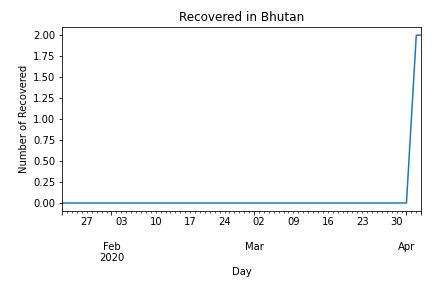 Recovered in Bhutan
Number of Recovered
2.00
1.75
1.50
1.25
1.00
0.75
0.50
0.25
0.00
27 03 10 17 24 02 09 16 23 30
Feb Mar Apr
2020
Day